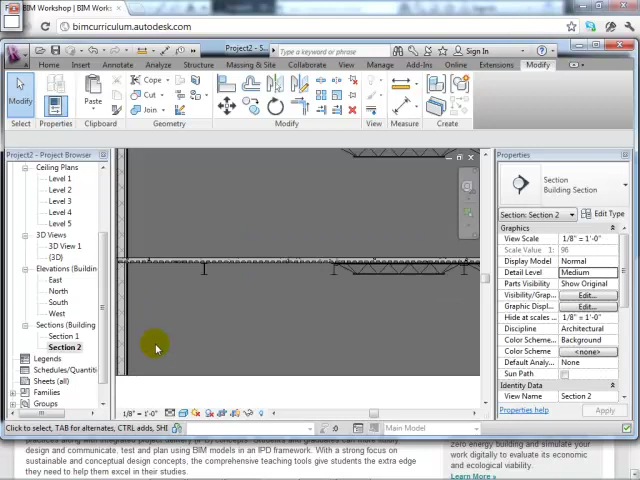 BIM Workshop | BIM Works
bimcurriculum.autodesk.com
Project2 - S...
Type a keyword or phrase
Sign In
Home Insert Annotate Analyze Structure Massing & Site Collaborate View Manage Add-Ins Online Extensions Modify
Modify
Properties
Paste
Cope
Cut
Join
Select Properties Clipboard Geometry Modify View Measure Create
Project2 - Project Browser
Ceiling Plans
Level 1
Level 2
Level 3
Level 4
Level 5
3D Views
3D View 1
{3D}
Elevations (Building
East
North
South
West
Sections (Building
Section 1
Section 2
Legends
Schedules/Quantiti
Sheets (all)
Families
Groups
Properties
Section
Building Section
Section: Section 2
Edit Type
Graphics
View Scale 1/8" = 1'-0"
Scale Value 1: 96
Display Model Normal
Detail Level Medium
Parts Visibility Show Original
Visibility/Grap... Edit...
Graphic Displ... Edit...
Hide at scales ... 1/8" = 1'-0"
Discipline Architectural
Color Scheme... Background
Color Scheme <none>
Default Analy... None
Sun Path
Identity Data
View Name Section 2
Properties help
Apply
1/8" = 1'-0"
Click to select, TAB for alternates, CTRL adds, SHI
:0
Main Model
practices along with integrated project delivery (IPD) concepts. Students and graduates can more fully
design and communicate, test and plan using BIM models in an IPD framework. With a strong focus on
sustainable and conceptual design concepts, the comprehensive teaching tools give students the extra edge
they need to help them excel in their studies.
zero energy building and simulate your
work digitally to evaluate its economic
and ecological viability.
Learn More »